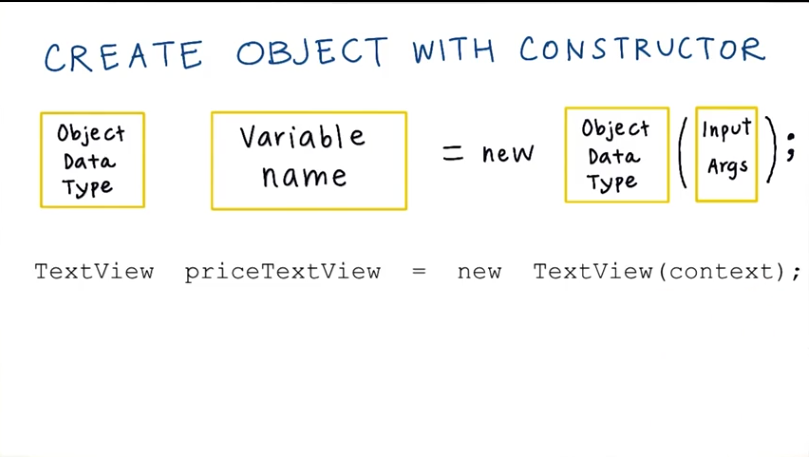 CREATE OBJECT WITH CONSTRUCTOR
Object Data Type Variable name = new Object Data Type (Input Args);
TextView priceTextView = new TextView(context);